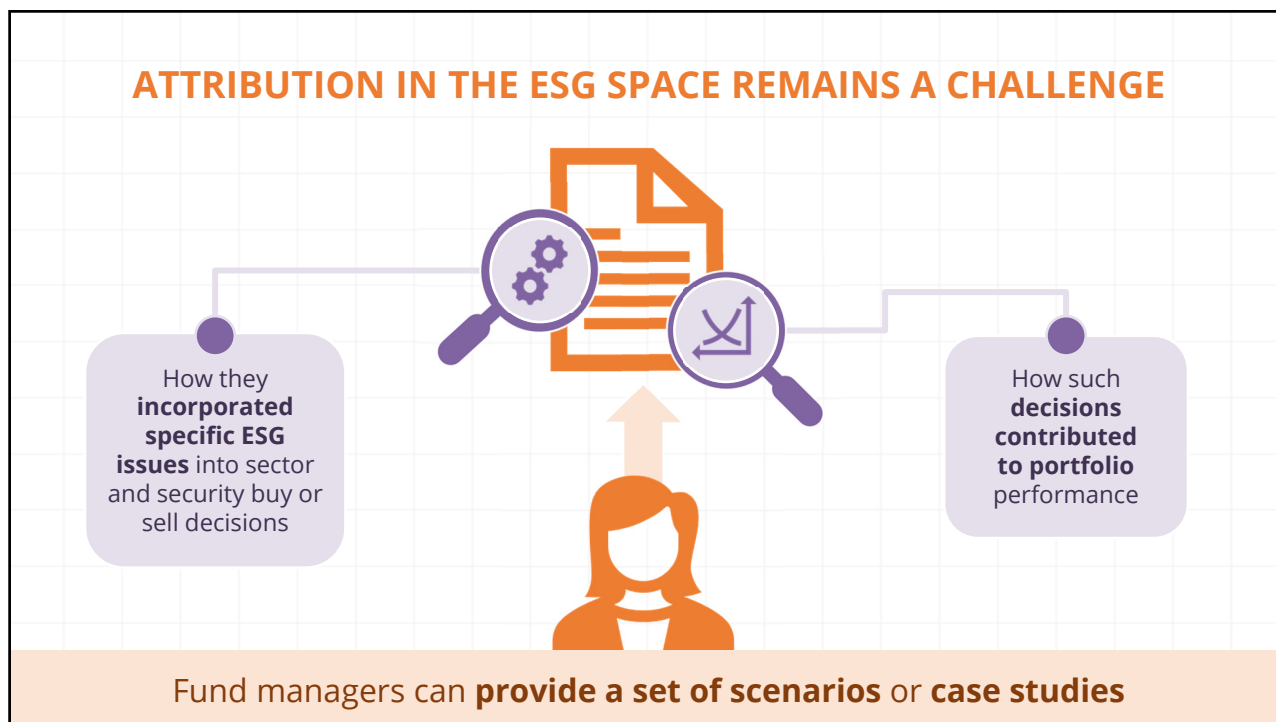 ATTRIBUTION IN THE ESG SPACE REMAINS A CHALLENGE
How they
incorporated
specific ESG
issues into sector
and security buy or
sell decisions
How such
decisions
contributed
to portfolio
performance
Fund managers can provide a set of scenarios or case studies